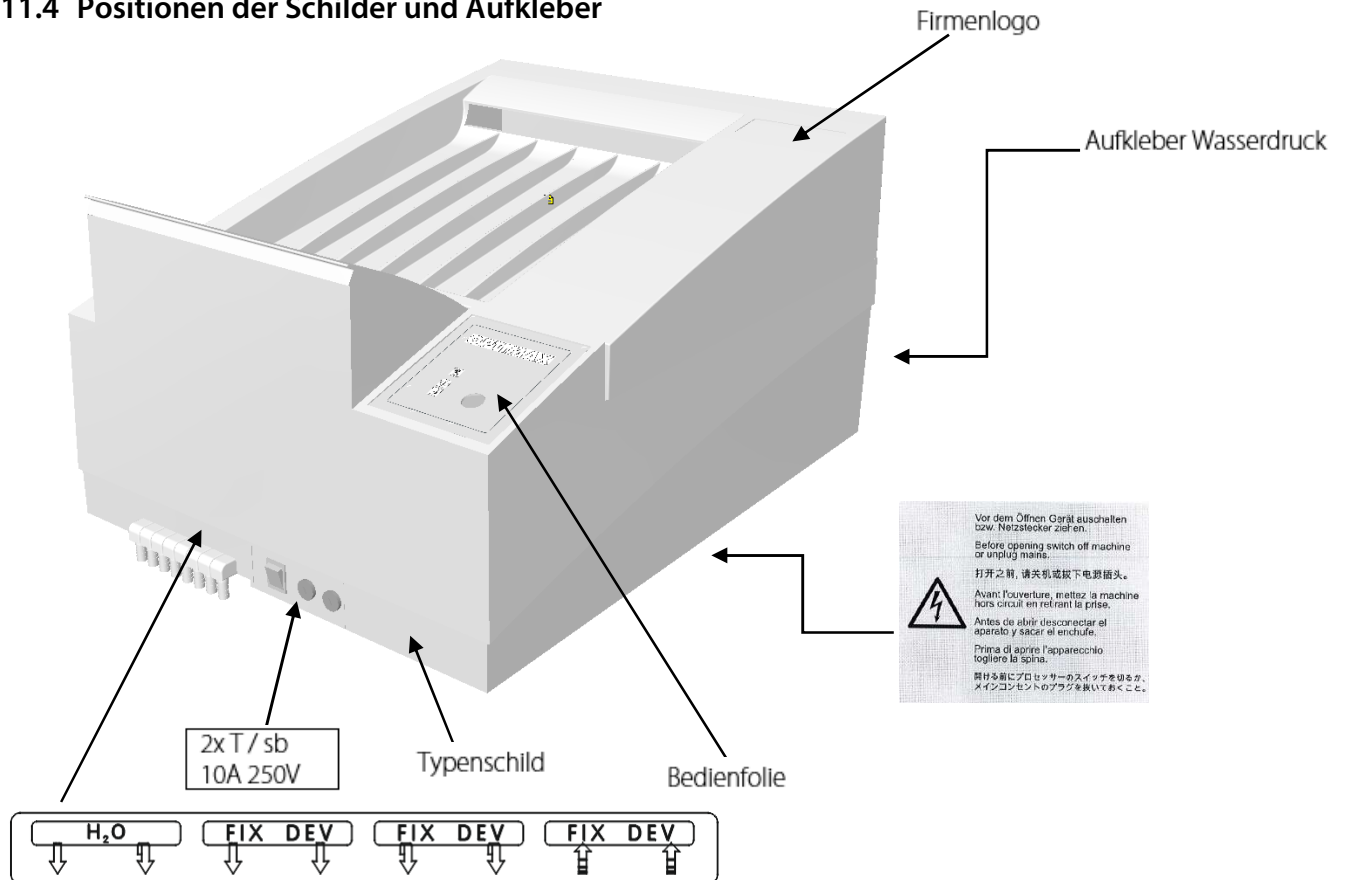 11.4 Positionen der Schilder und Aufkleber
Firmenlogo
Aufkleber Wasserdruck
Vor dem Öffnen Gerät auschalten
bzw. Netzstecker ziehen.
Before opening switch off machine
or unplug mains.
打开之前, 请关机或拔下电源插头。
Avant l'ouverture, mettez la machine
hors circuit en retirant la prise.
Antes de abrir desconectar el
aparato y sacar el enchufe.
Prima di aprire l'apparecchio
togliere la spina.
開ける前にプロセッサーのスイッチを切るか、
メインコンセントのプラグを抜いておくこと。
2x T / sb
10A 250V
Typenschild
Bedienfolie
H₂O FIX DEV FIX DEV FIX DEV